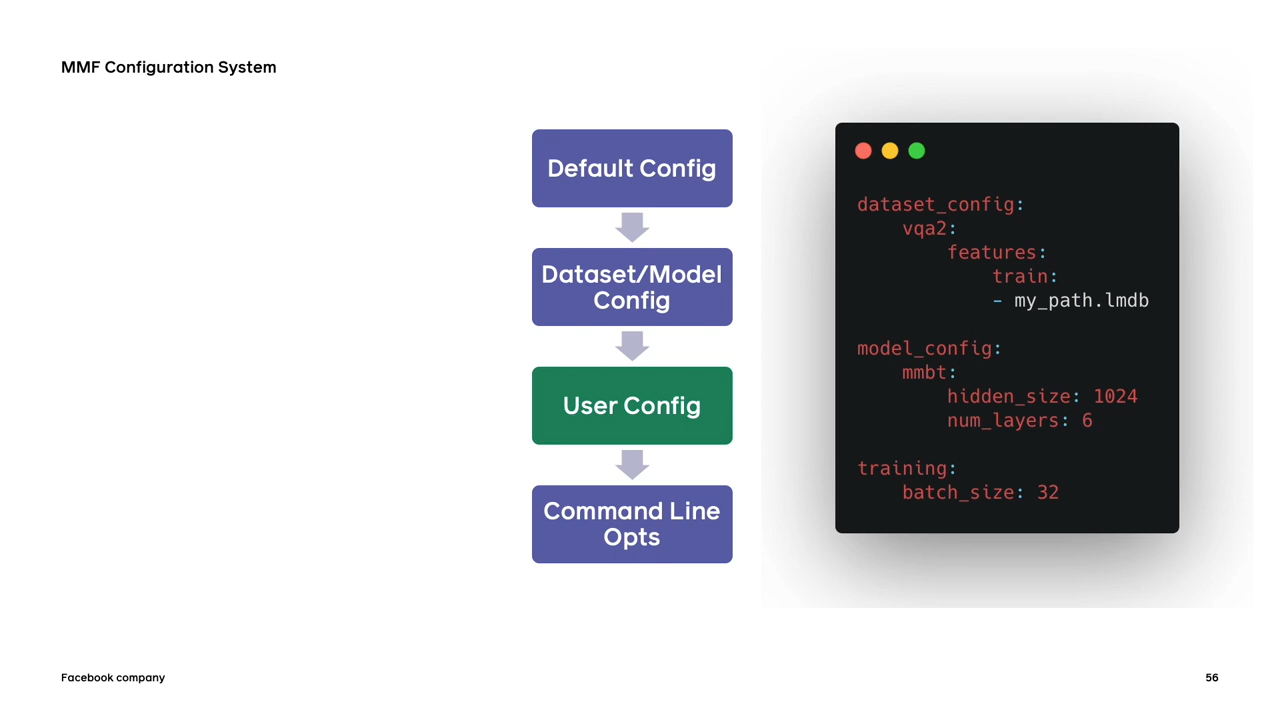 MMF Configuration System
Default Config
Dataset/Model
Config
User Config
Command Line
Opts
dataset_config:
vqa2:
features:
train:
- my_path.lmdb
model_config:
mmbt:
hidden_size: 1024
num_layers: 6
training:
batch_size: 32
Facebook company
56